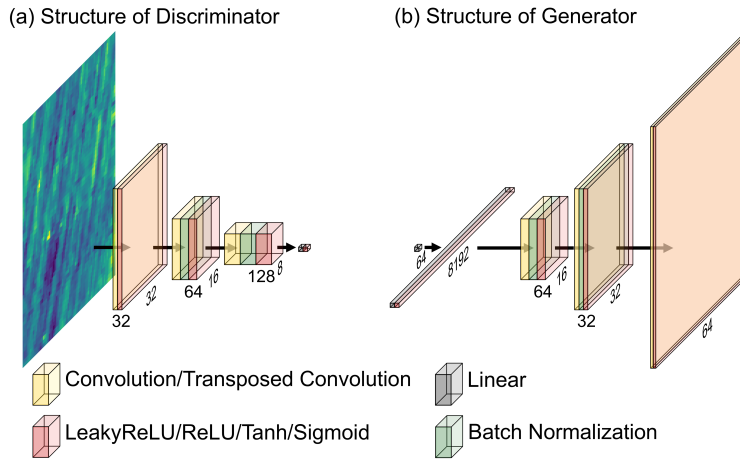 (a) Structure of Discriminator
(b) Structure of Generator
32
32
64
16
128
8
64
8192
64
16
32
32
64
Convolution/Transposed Convolution
Linear
LeakyReLU/ReLU/Tanh/Sigmoid
Batch Normalization